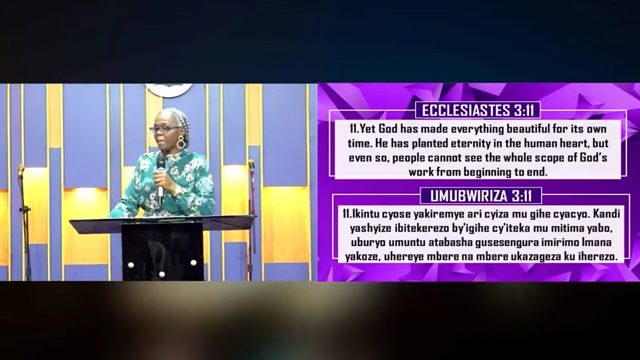 ECCLESIASTES 3:11
11.Yet God has made everything beautiful for its own
time. He has planted eternity in the human heart, but
even so, people cannot see the whole scope of God's
work from beginning to end.
UMUBWIRIZA 3:11
11.Ikintu cyose yakiremye ari cyiza mu gihe cyacyo. Kandi
yashyize ibitekerezo by'igihe cy'iteka mu mitima yabo,
uburyo umuntu atabasha gusesengura imirimo Imana
yakoze, uhereye mbere na mbere ukazageza ku iherezo.